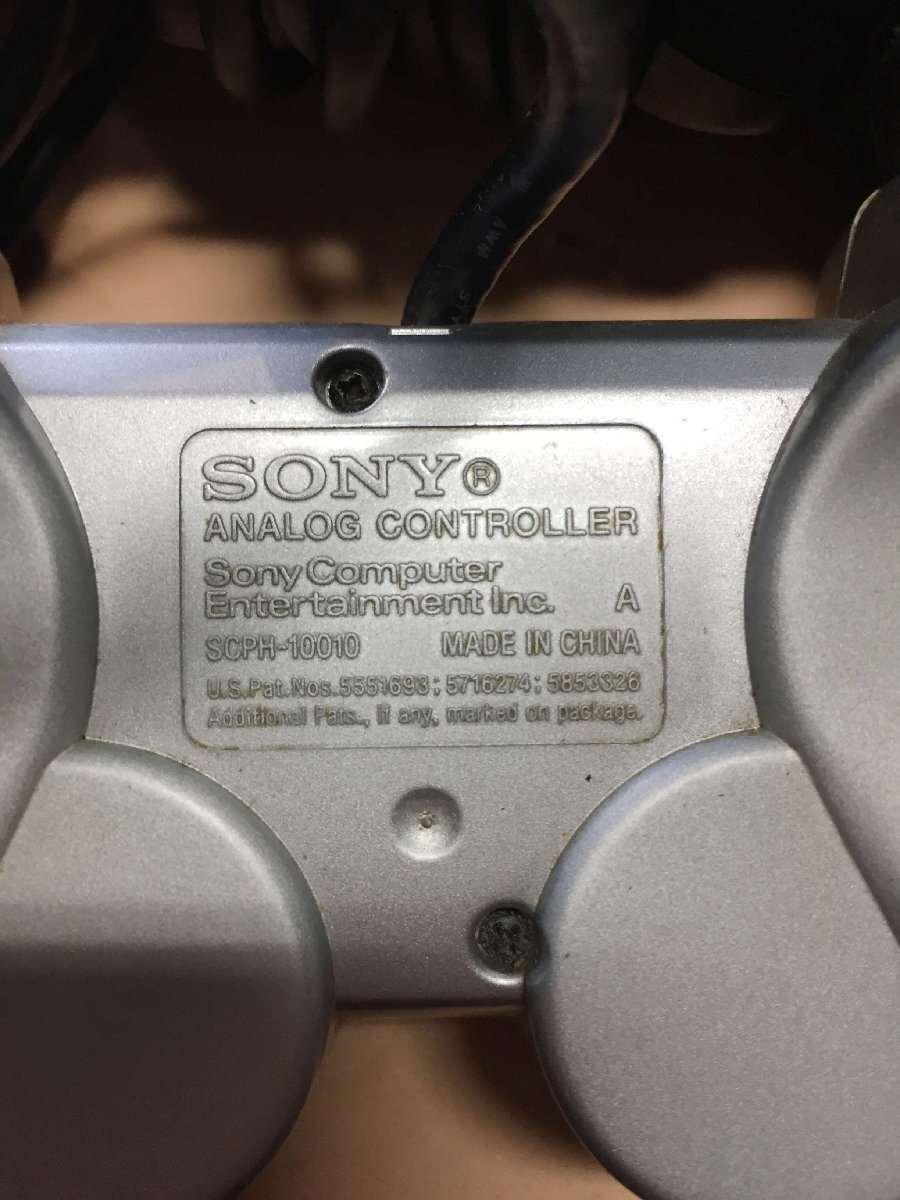 SONY®
ANALOG CONTROLLER
Sony Computer
Entertainment Inc. A
SCPH-10010 MADE IN CHINA
U.S.Pat.Nos.5551693; 5716274; 5853326
Additional Pats., if any, marked on package.